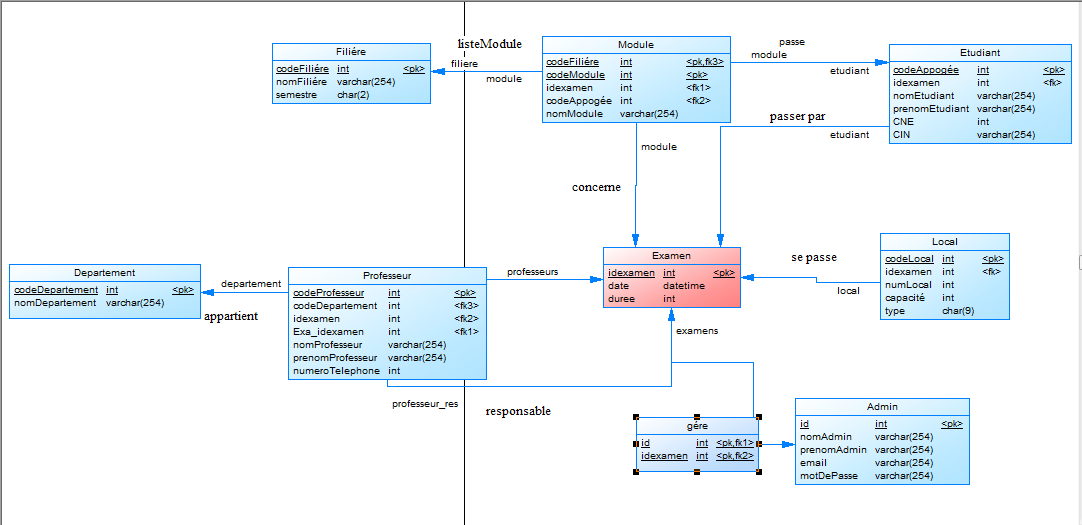 Filiére
codeFiliére int <pk>
nomFiliére varchar(254)
semestre char(2)
listeModule
filiere
module
Module
codeFiliére int <pk,fk3>
codeModule int <pk>
idexamen int <fk1>
codeAppogée int <fk2>
nomModule varchar(254)
passe
module
etudiant
Etudiant
codeAppogée int <pk>
idexamen int <fk>
nomEtudiant varchar(254)
prenomEtudiant varchar(254)
CNE int
CIN varchar(254)
passer par
etudiant
module
concerne
Departement
codeDepartement int <pk>
nomDepartement varchar(254)
departement
appartient
Professeur
codeProfesseur int <pk>
codeDepartement int <fk3>
idexamen int <fk2>
Exa_idexamen int <fk1>
nomProfesseur varchar(254)
prenomProfesseur varchar(254)
numeroTelephone int
professeurs
Examen
idexamen int <pk>
date datetime
duree int
se passe
local
Local
codeLocal int <pk>
idexamen int <fk>
numLocal int
capacité int
type char(9)
examens
professeur_res
responsable
gére
id int <pk,fk1>
idexamen int <pk,fk2>
Admin
id int <pk>
nomAdmin varchar(254)
prenomAdmin varchar(254)
email varchar(254)
motDePasse varchar(254)